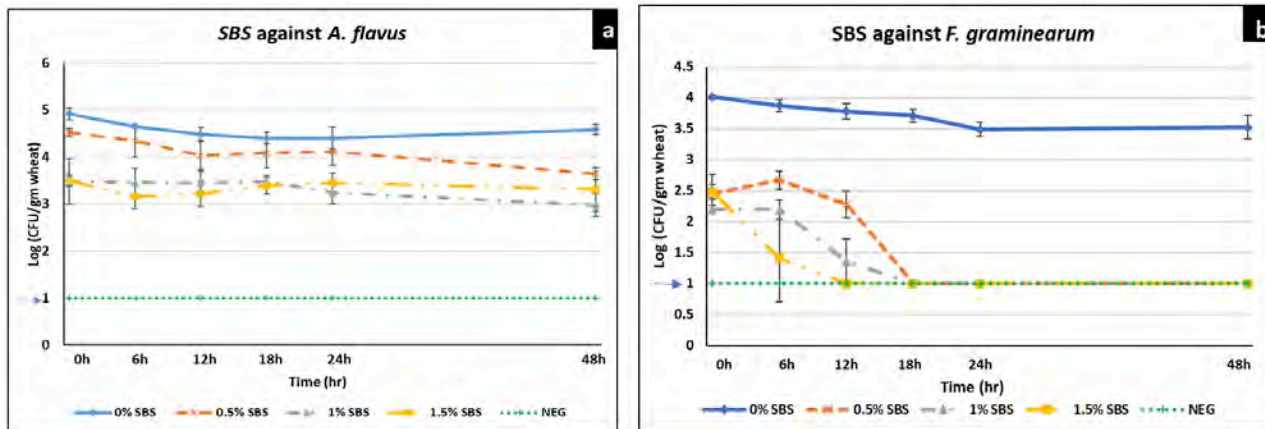 SBS against A. flavus
a
Log (CFU/gm wheat)
6
5
4
3
2
1
0
0h 6h 12h 18h 24h 48h
Time (hr)
0% SBS 0.5% SBS 1% SBS 1.5% SBS NEG
SBS against F. graminearum
b
Log (CFU/gm wheat)
4.5
4
3.5
3
2.5
2
1.5
1
0.5
0
0h 6h 12h 18h 24h 48h
Time (hr)
0% SBS 0.5% SBS 1% SBS 1.5% SBS NEG